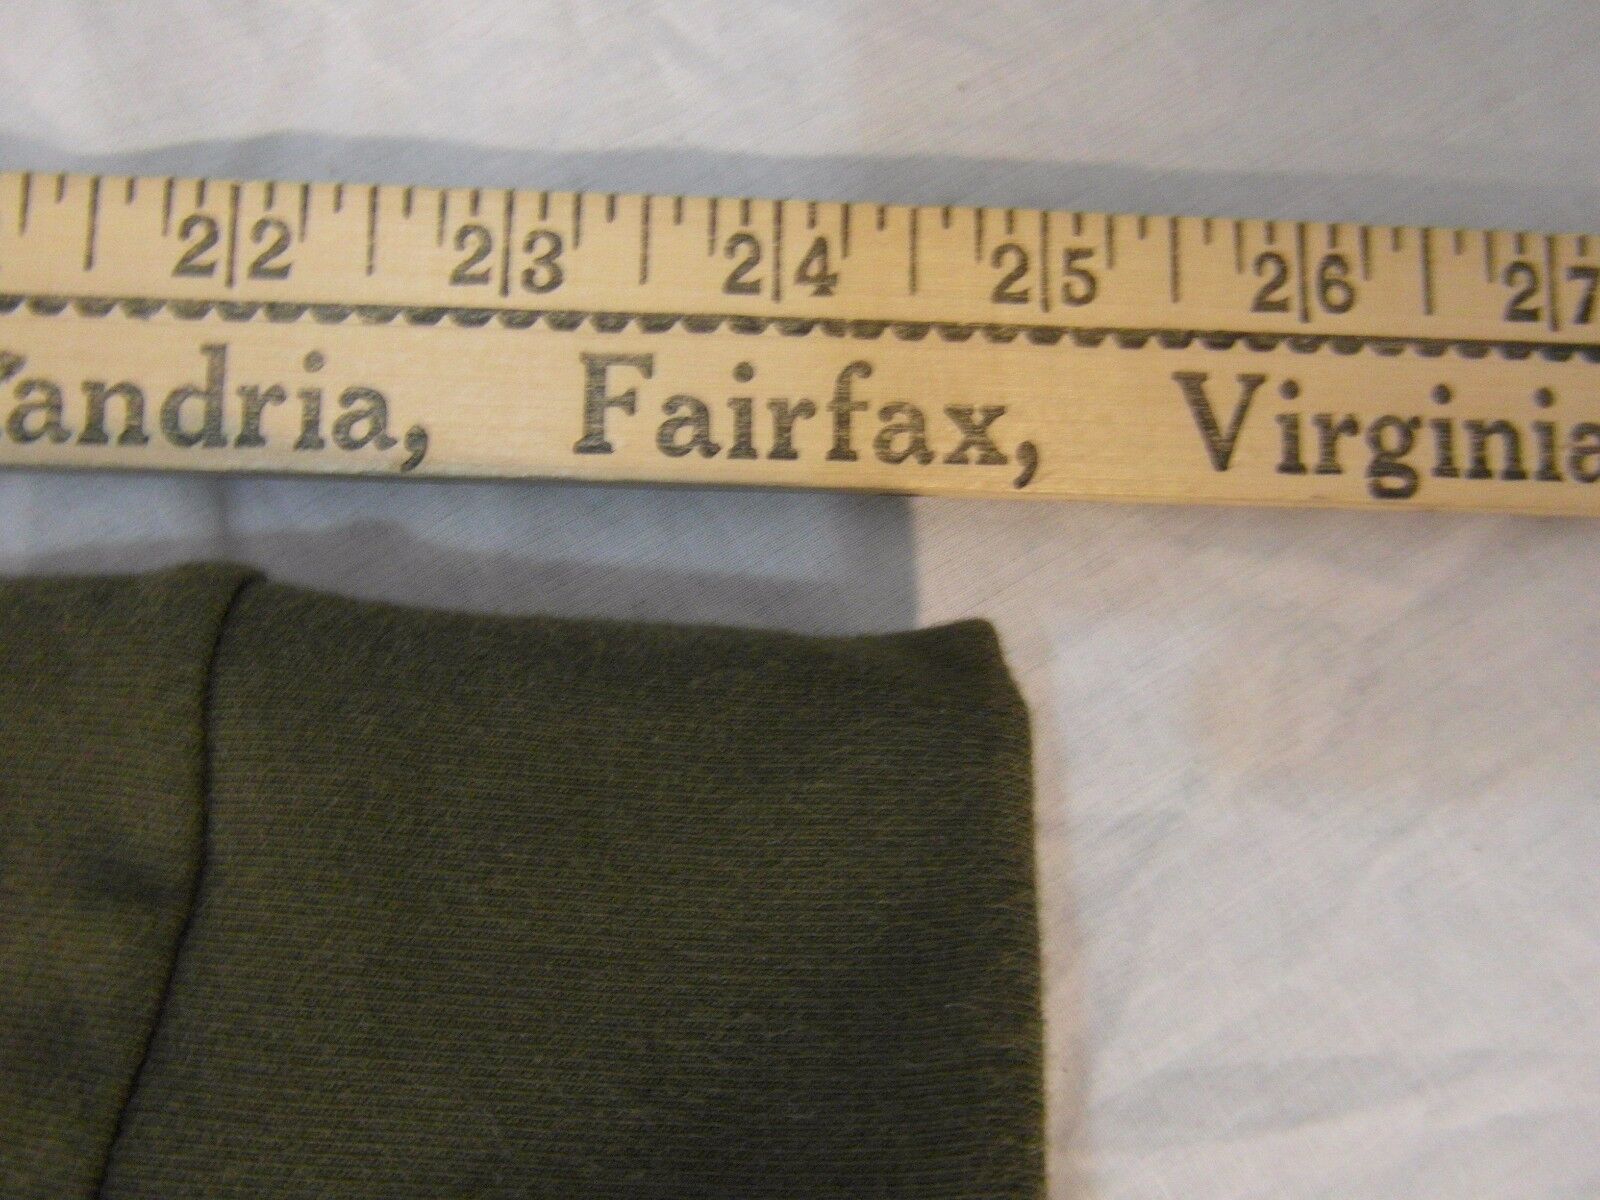 22 23 24 25 26 27
andria, Fairfax, Virginia